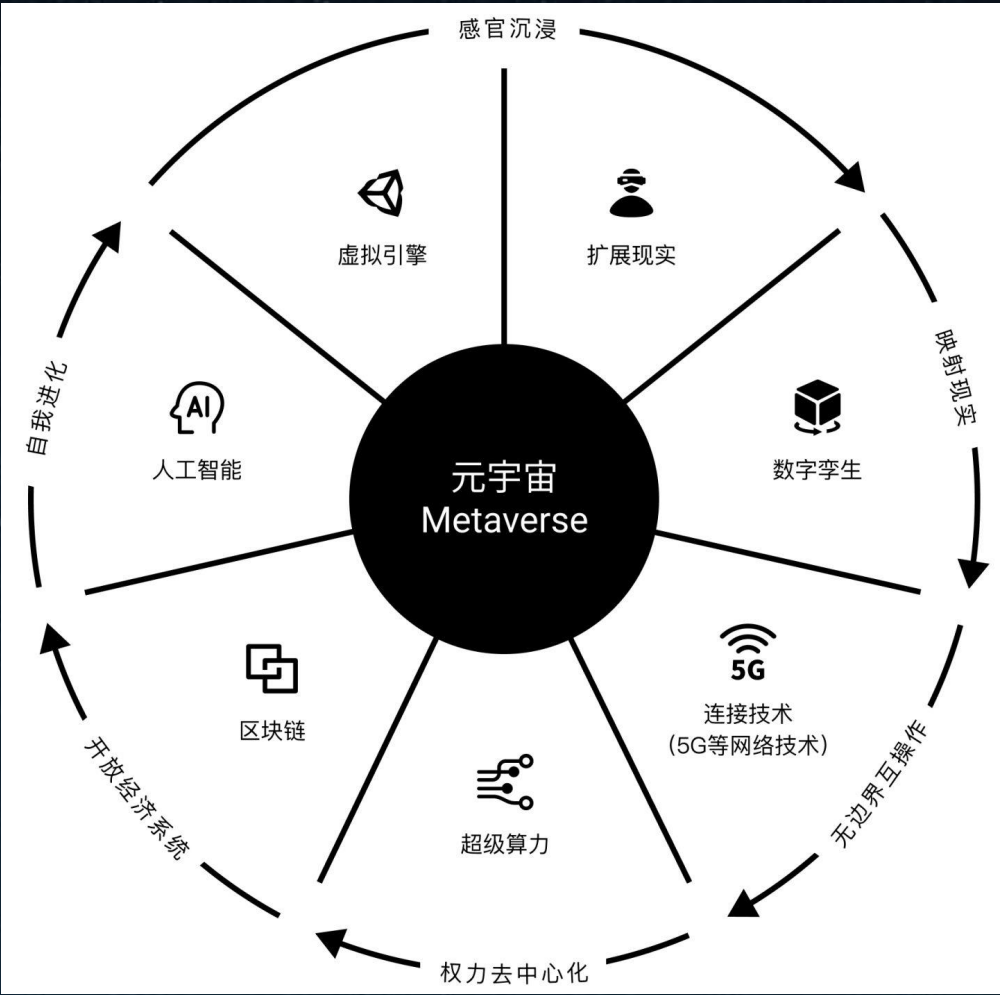 感官沉浸
虚拟引擎
扩展现实
映射现实
自我进化
AI
人工智能
数字孪生
元宇宙
Metaverse
5G
连接技术
(5G等网络技术)
区块链
无边界互操作
开放经济系统
超级算力
权力去中心化